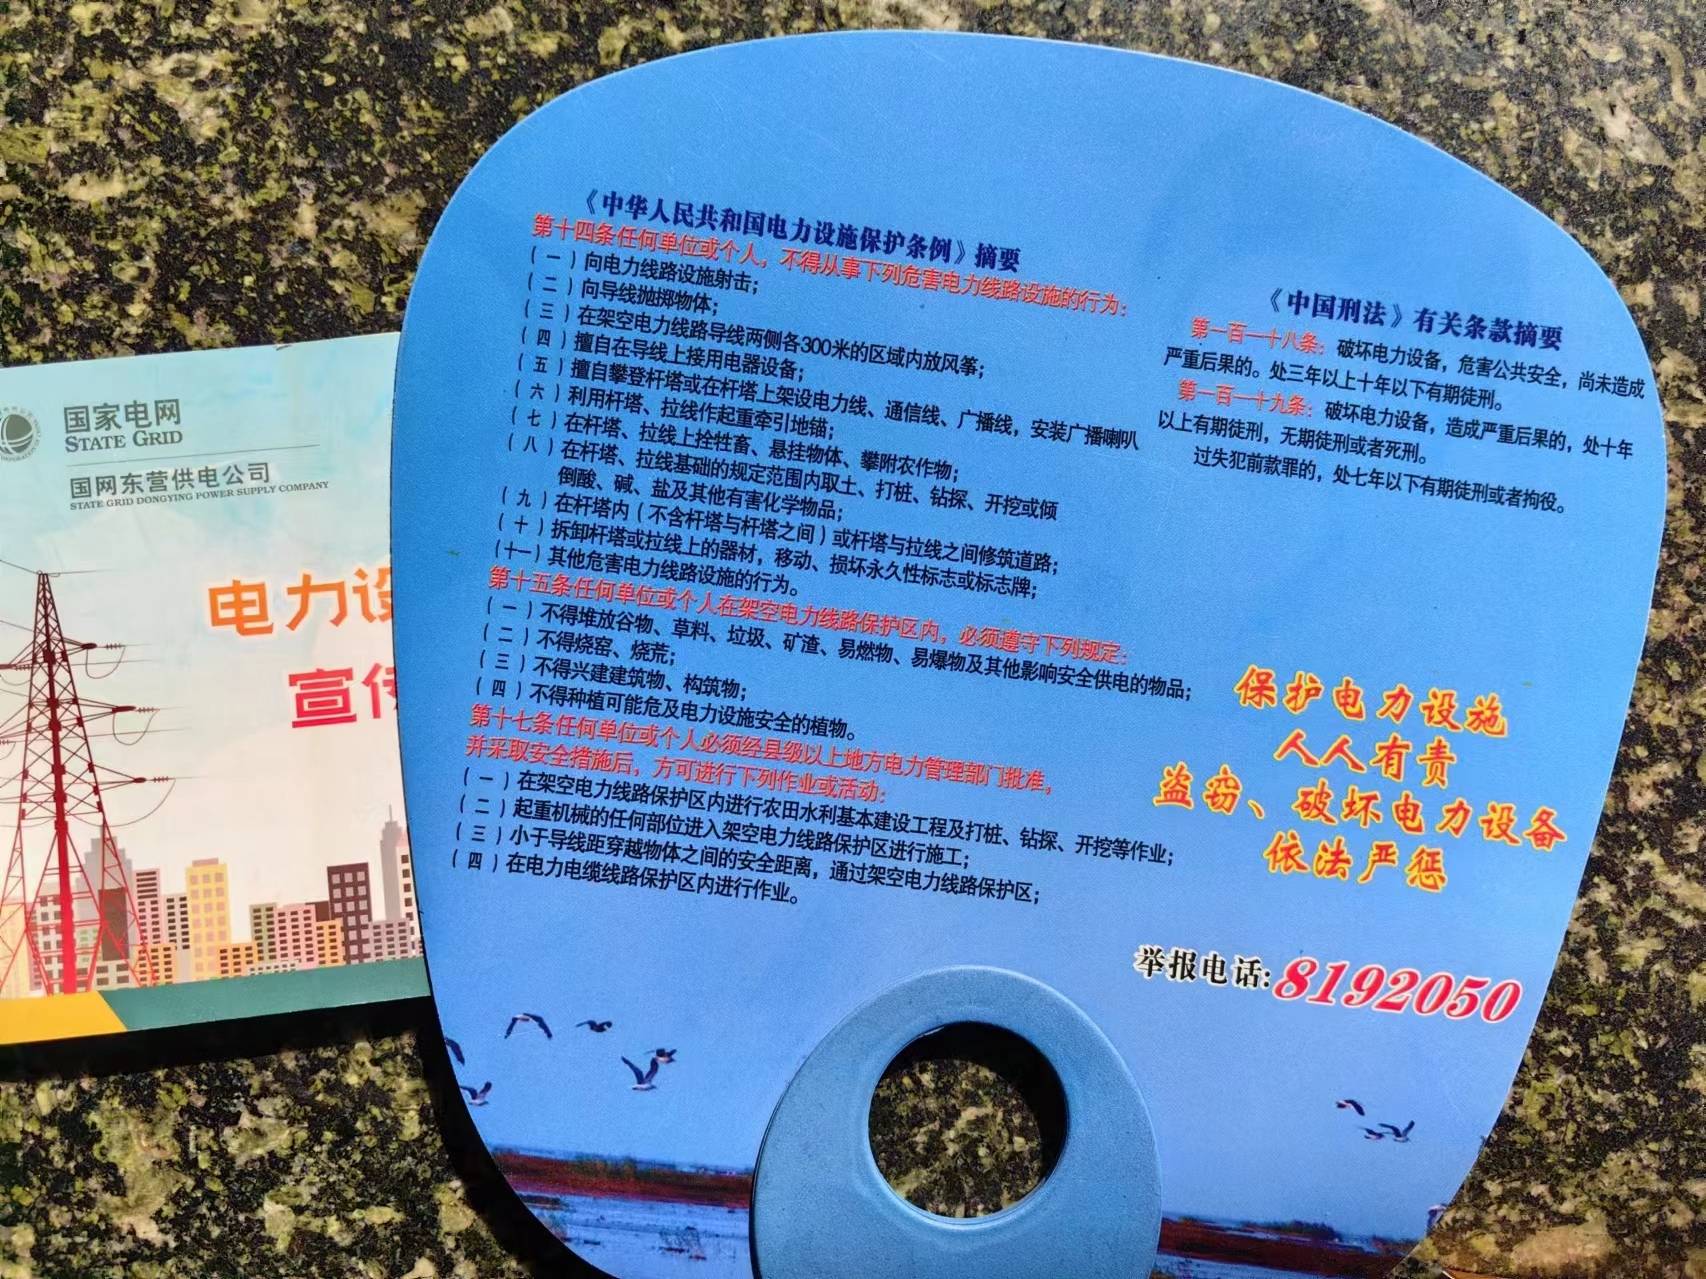 国家电网
STATE GRID
国网东营供电公司
STATE GRID DONGYING POWER SUPPLY COMPANY
电力设
宣传
《中华人民共和国电力设施保护条例》摘要
第十四条任何单位或个人，不得从事下列危害电力线路设施的行为：
（一）向电力线路设施射击；
（二）向导线抛掷物体；
（三）在架空电力线路导线两侧各300米的区域内放风筝；
（四）擅自在导线上接用电器设备；
（五）擅自攀登杆塔或在杆塔上架设电力线、通信线、广播线，安装广播喇叭
（六）利用杆塔、拉线作起重牵引地锚；
（七）在杆塔、拉线上拴牲畜、悬挂物体、攀附农作物；
（八）在杆塔、拉线基础的规定范围内取土、打桩、钻探、开挖或倾
倒酸、碱、盐及其他有害化学物品；
（九）在杆塔内（不含杆塔与杆塔之间）或杆塔与拉线之间修筑道路；
（十）拆卸杆塔或拉线上的器材，移动、损坏永久性标志或标志牌；
（十一）其他危害电力线路设施的行为。
第十五条任何单位或个人在架空电力线路保护区内，必须遵守下列规定：
（一）不得堆放谷物、草料、垃圾、矿渣、易燃物、易爆物及其他影响安全供电的物品；
（二）不得烧窑、烧荒；
（三）不得兴建建筑物、构筑物；
（四）不得种植可能危及电力设施安全的植物。
第十七条任何单位或个人必须经县级以上地方电力管理部门批准，
并采取安全措施后，方可进行下列作业或活动：
（一）在架空电力线路保护区内进行农田水利基本建设工程及打桩、钻探、开挖等作业；
（二）起重机械的任何部位进入架空电力线路保护区进行施工；
（三）小于导线距穿越物体之间的安全距离，通过架空电力线路保护区；
（四）在电力电缆线路保护区内进行作业。
《中国刑法》有关条款摘要
第一百一十八条：破坏电力设备，危害公共安全，尚未造成
严重后果的。处三年以上十年以下有期徒刑。
第一百一十九条：破坏电力设备，造成严重后果的，处十年
以上有期徒刑，无期徒刑或者死刑。
过失犯前款罪的，处七年以下有期徒刑或者拘役。
保护电力设施
人人有责
盗窃、破坏电力设备
依法严惩
举报电话:8192050